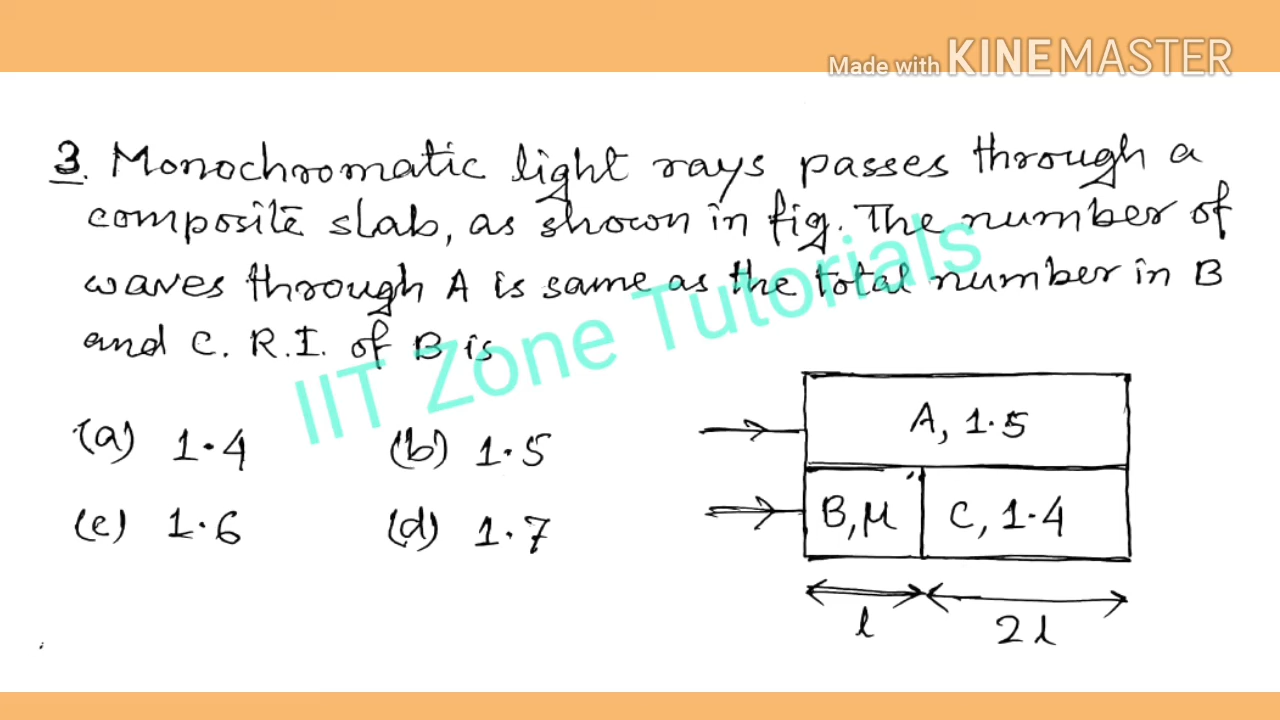 Made with KINEMASTER
3. Monochromatic light rays passes through a
composite slab, as shown in fig. The number of
waves through A is same as the total number in B
and C. R.I. of B is
IIT Zone Tutorials
(a) 1.4 (b) 1.5
(c) 1.6 (d) 1.7
A, 1.5
B, μ C, 1.4
l 2l